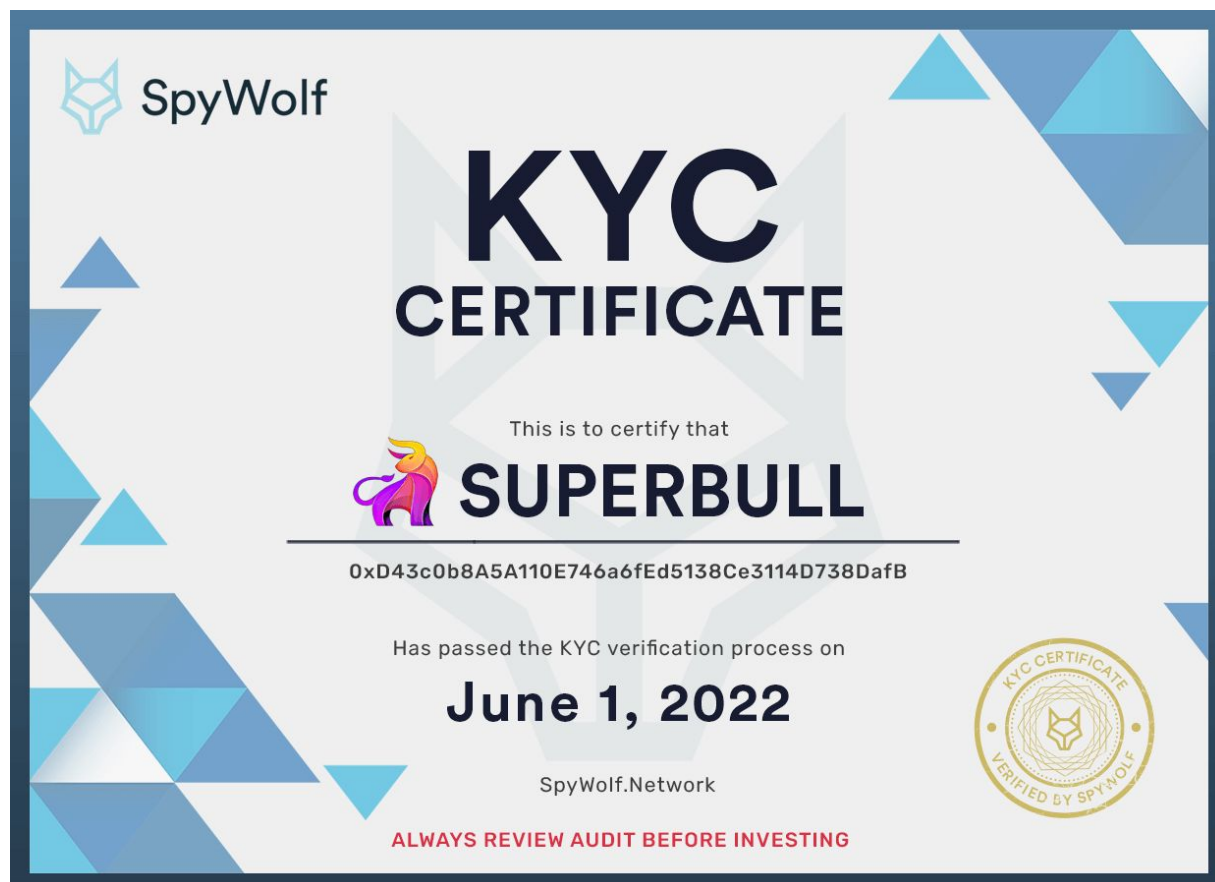 SpyWolf
KYC
CERTIFICATE
This is to certify that
SUPERBULL
0xD43c0b8A5A110E746a6fEd5138Ce3114D738DafB
Has passed the KYC verification process on
June 1, 2022
KYC CERTIFICATE
VERIFIED BY SPYWOLF
SpyWolf.Network
ALWAYS REVIEW AUDIT BEFORE INVESTING